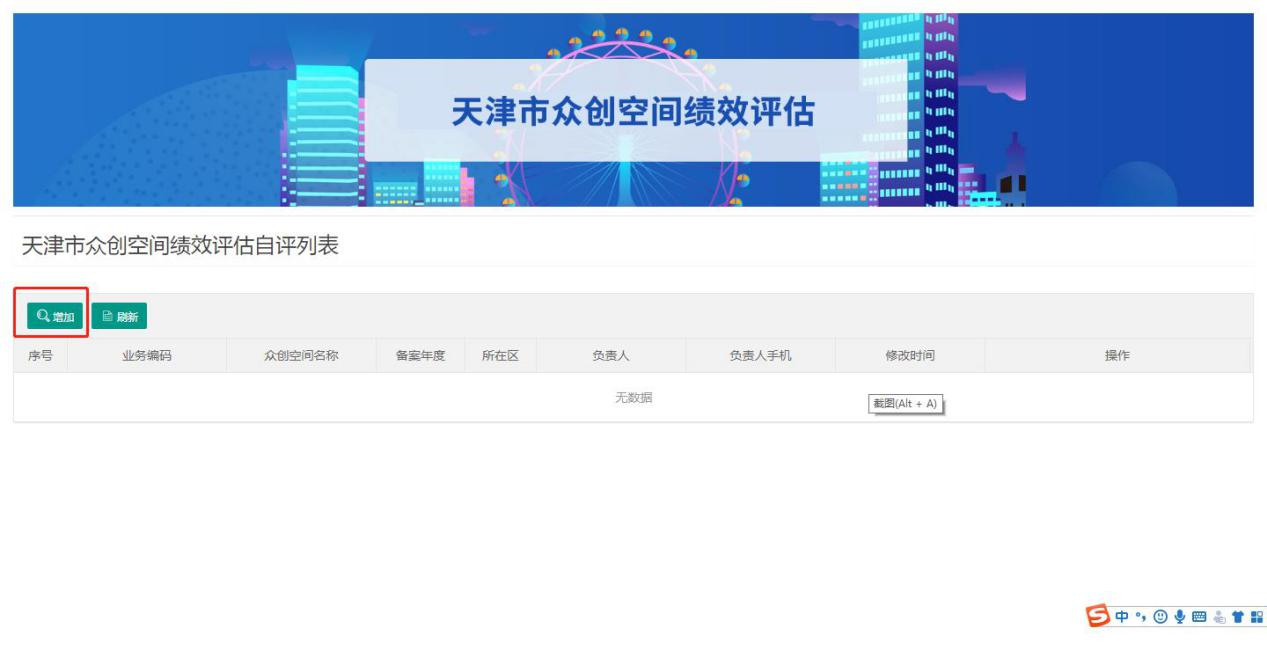 天津市众创空间绩效评估
天津市众创空间绩效评估自评列表
增加 刷新
序号 业务编码 众创空间名称 备案年度 所在区 负责人 负责人手机 修改时间 操作
无数据
截图(Alt + A)
中